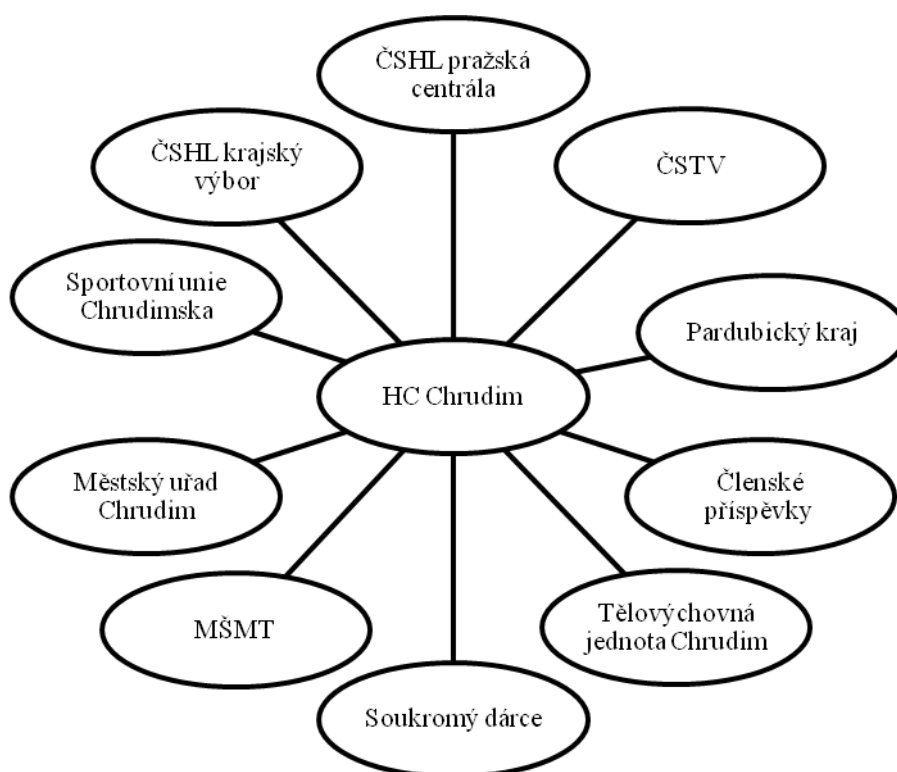 ČSHL pražská
centrála
ČSHL krajský
výbor
ČSTV
Sportovní unie
Chrudimska
Pardubický kraj
HC Chrudim
Městský uřad
Chrudim
Členské
příspěvky
MŠMT
Tělovýchovná
jednota Chrudim
Soukromý dárce